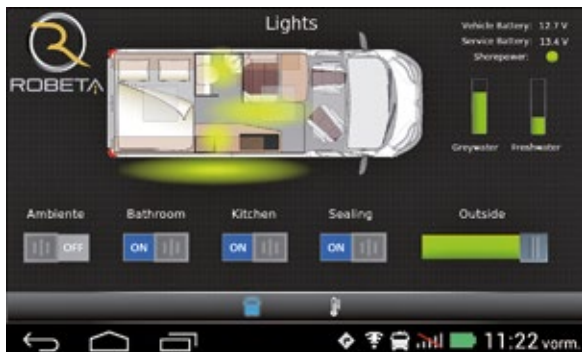 Lights
Vehicle Battery: 12.7 V
Service Battery: 13.4 V
Shorepower:
ROBETA
Greywater Freshwater
Ambiente Bathroom Kitchen Sealing Outside
OFF ON ON ON
11:22 vorm.